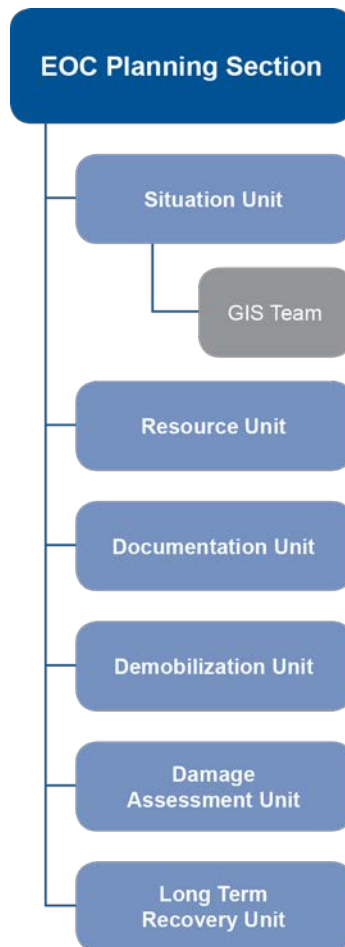 EOC Planning Section
Situation Unit
GIS Team
Resource Unit
Documentation Unit
Demobilization Unit
Damage
Assessment Unit
Long Term
Recovery Unit